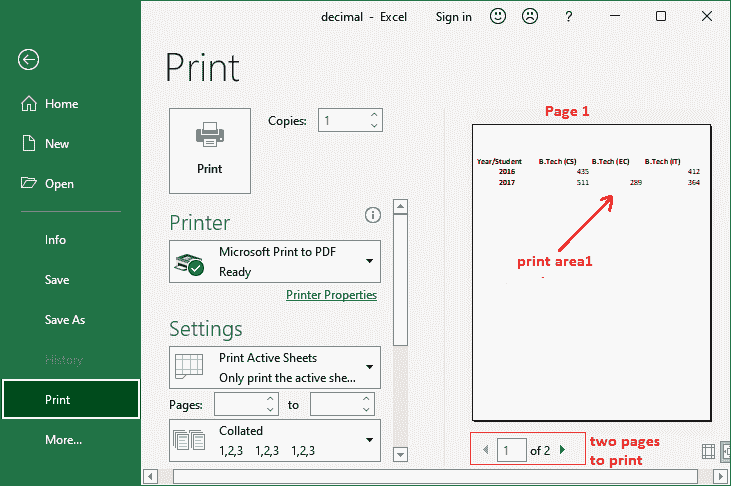 decimal - Excel
Sign in
?
Print
Home
New
Open
Info
Save
Save As
History
Print
More...
Print
Copies: 1
Printer
Microsoft Print to PDF
Ready
Printer Properties
Settings
Print Active Sheets
Only print the active she...
Pages: to
Collated
1,2,3 1,2,3 1,2,3
Page 1
Year/Student B.Tech (CS) B.Tech (EC) B.Tech (IT)
2016 435 412
2017 511 289 364
print area1
1 of 2
two pages
to print